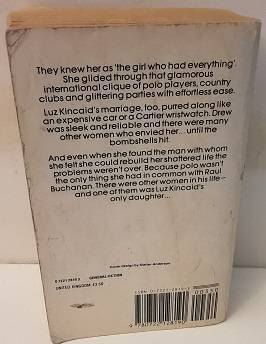 They knew her as 'the girl who had everything'.
She glided through that glamorous
international clique of polo players, country
clubs and glittering parties with effortless ease.
Luz Kincaid's marriage, too, purred along like
an expensive car or a Cartier wristwatch. Drew
was sleek and reliable and there were many
other women who envied her... until the
bombshells hit.
And even when she found the man with whom
she felt she could rebuild her shattered life the
problems weren't over. Because polo wasn't
the only thing she had in common with Raul
Buchanan. There were other women in his life –
and one of them was Luz Kincaid's
only daughter...
GENERAL FICTION
UNITED KINGDOM £3.50
9 780722 128190